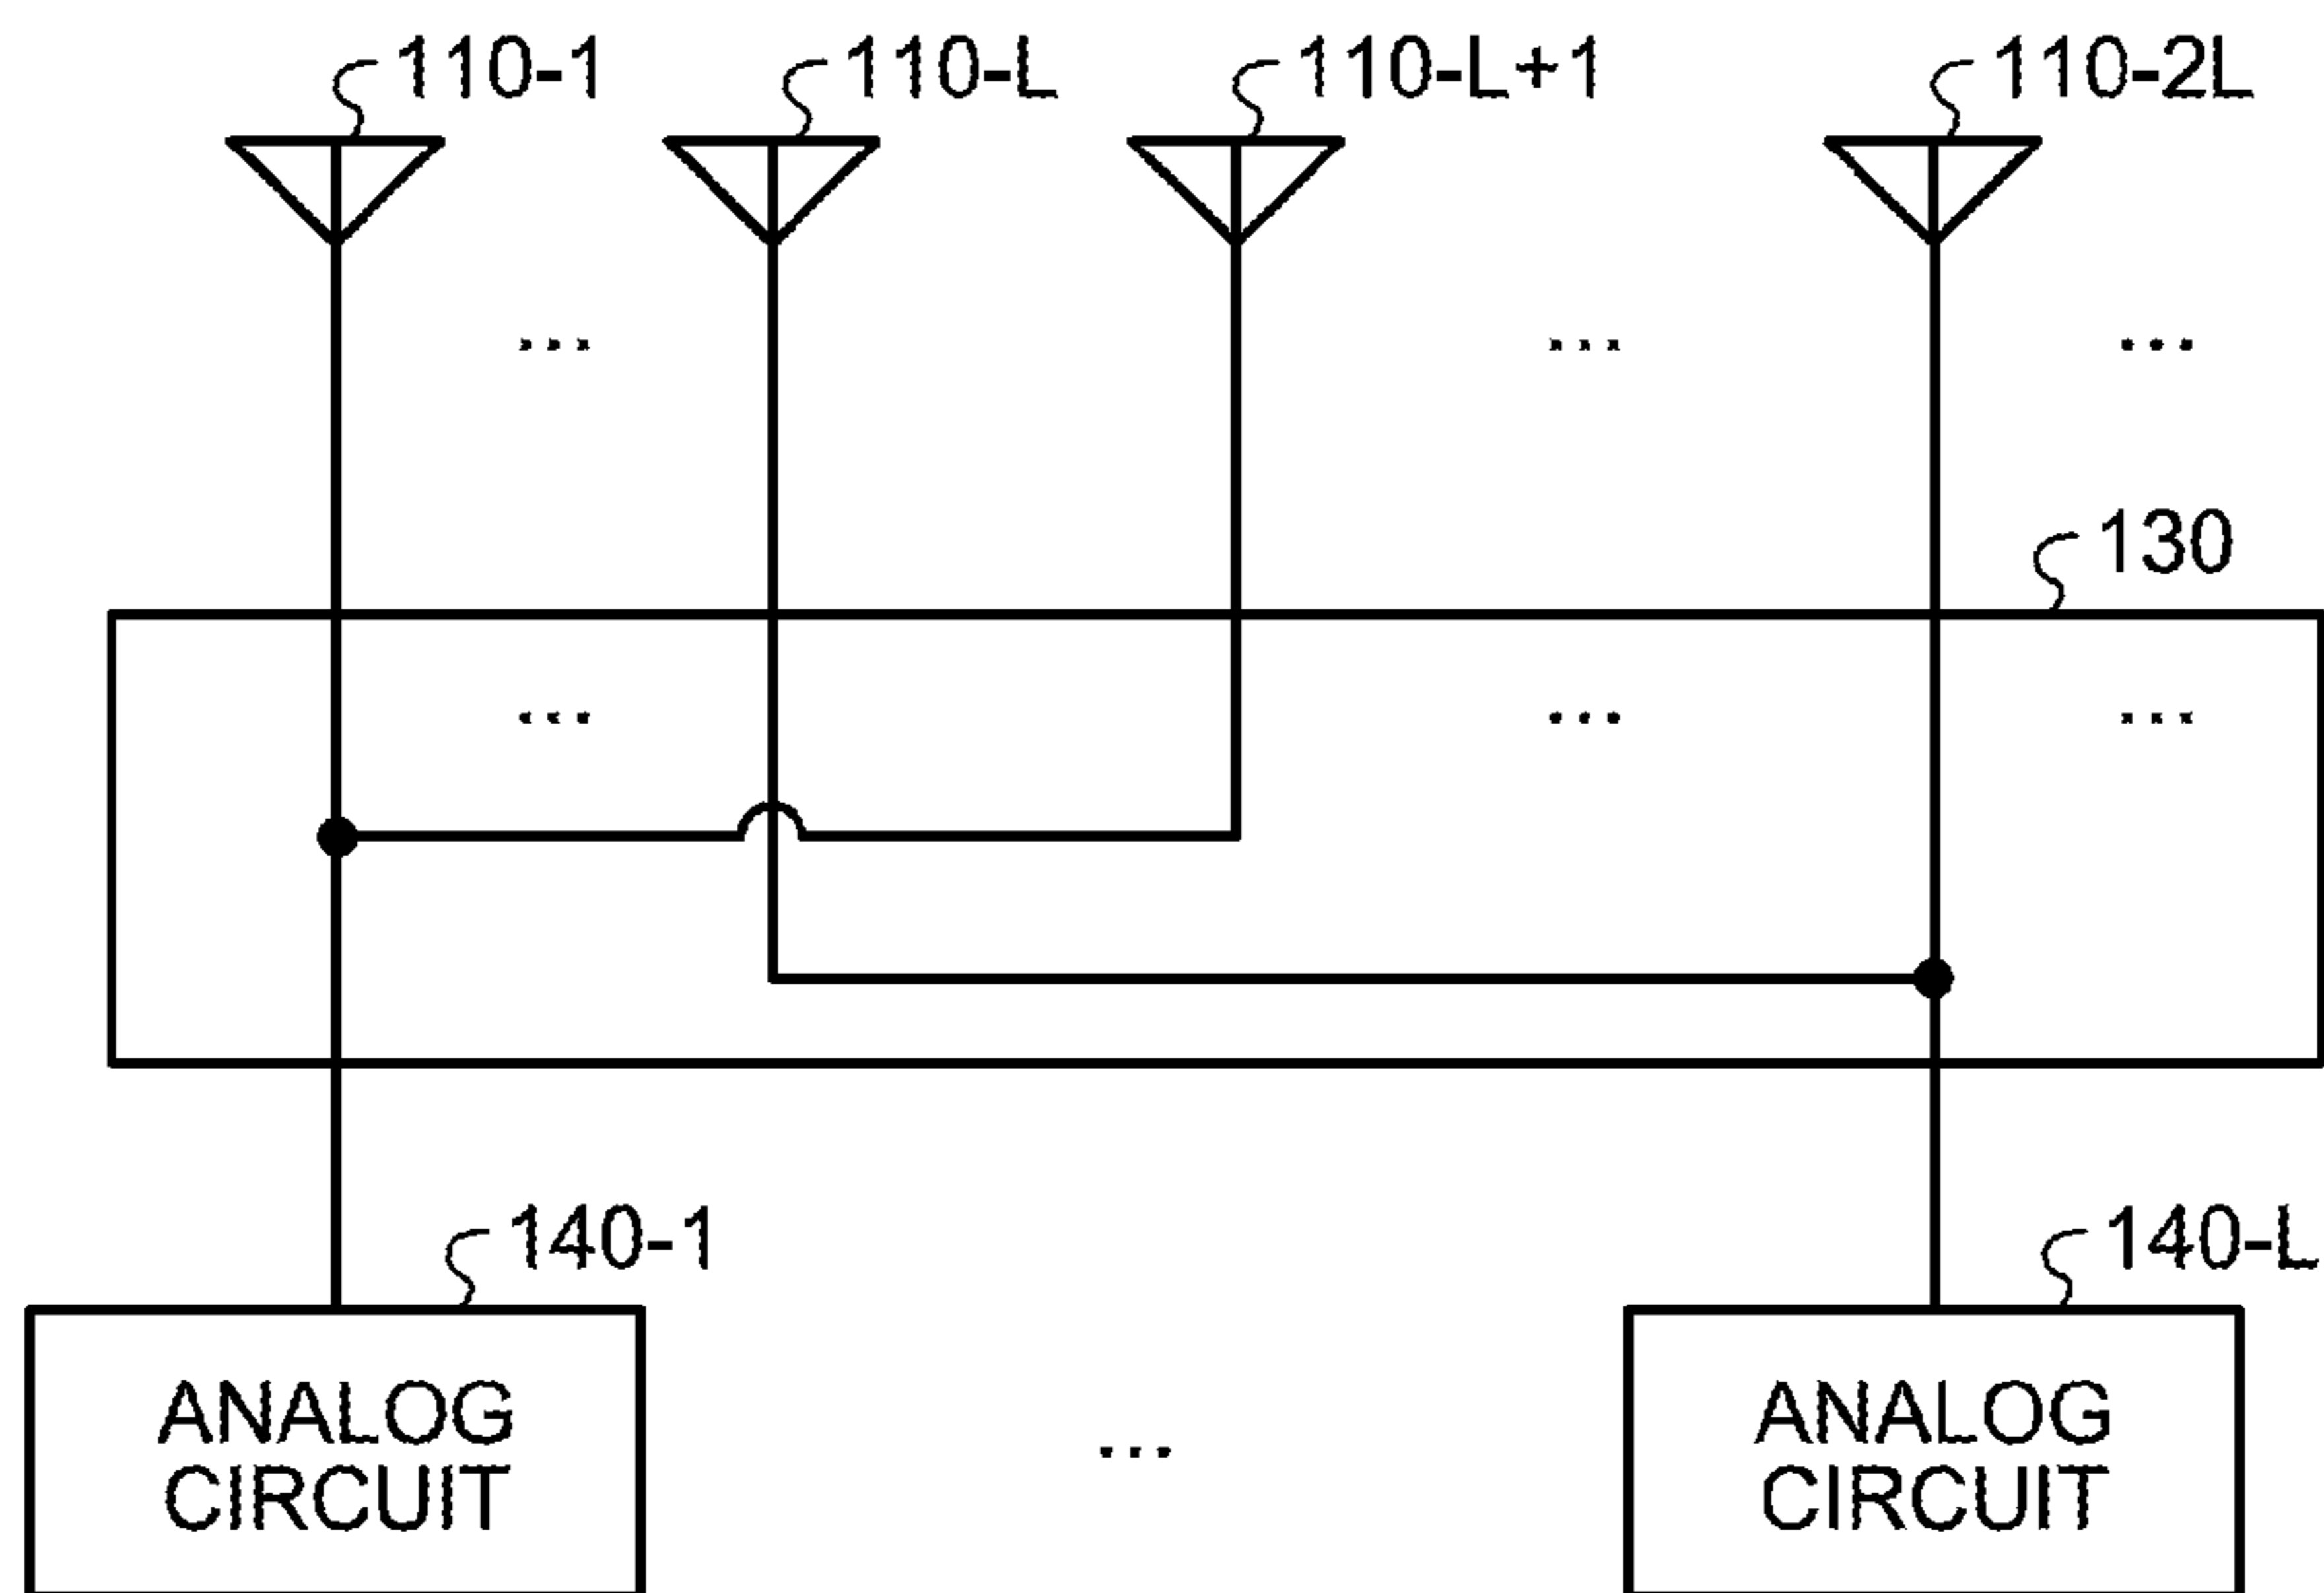 110-1
110-L
110-L+1
110-2L
...
...
...
130
...
...
...
140-1
140-L
ANALOG
CIRCUIT
...
ANALOG
CIRCUIT